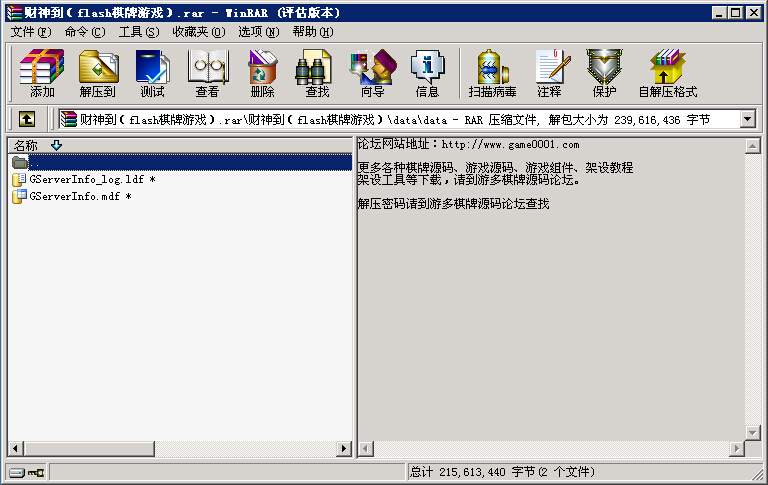 财神到(flash棋牌游戏).rar - WinRAR (评估版本)
文件(F) 命令(C) 工具(S) 收藏夹(O) 选项(N) 帮助(H)
添加 解压到 测试 查看 删除 查找 向导 信息 扫描病毒 注释 保护 自解压格式
财神到(flash棋牌游戏).rar\财神到(flash棋牌游戏)\data\data - RAR 压缩文件, 解包大小为 239,616,436 字节
名称
..
GServerInfo_log.ldf *
GServerInfo.mdf *
论坛网站地址：http://www.game0001.com
更多各种棋牌源码、游戏源码、游戏组件、架设教程
架设工具等下载，请到游多棋牌源码论坛。
解压密码请到游多棋牌源码论坛查找
总计 215,613,440 字节(2 个文件)